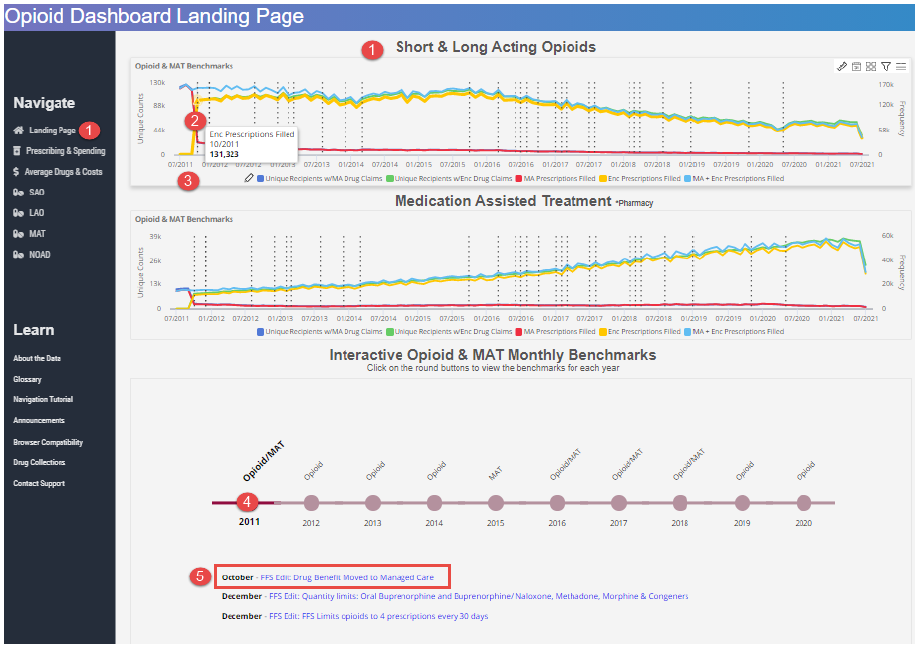 Opioid Dashboard Landing Page
Navigate
Landing Page 1
Prescribing & Spending
Average Drugs & Costs
SAO
LAO
MAT
NOAD
Learn
About the Data
Glossary
Navigation Tutorial
Announcements
Browser Compatibility
Drug Collections
Contact Support
1 Short & Long Acting Opioids
Opioid & MAT Benchmarks
Unique Counts
130k
88k
44k
0
170k
120k
58k
0
Frequency
2
Enc Prescriptions Filled
10/2011
131,323
07/2011 01/2012 07/2012 01/2013 07/2013 01/2014 07/2014 01/2015 07/2015 01/2016 07/2016 01/2017 07/2017 01/2018 07/2018 01/2019 07/2019 01/2020 07/2020 01/2021 07/2021
3
Unique Recipients w/MA Drug Claims Unique Recipients w/Enc Drug Claims MA Prescriptions Filled Enc Prescriptions Filled MA + Enc Prescriptions Filled
Medication Assisted Treatment *Pharmacy
Opioid & MAT Benchmarks
Unique Counts
39k
26k
13k
0
60k
40k
20k
0
Frequency
07/2011 01/2012 07/2012 01/2013 07/2013 01/2014 07/2014 01/2015 07/2015 01/2016 07/2016 01/2017 07/2017 01/2018 07/2018 01/2019 07/2019 01/2020 07/2020 01/2021 07/2021
Unique Recipients w/MA Drug Claims Unique Recipients w/Enc Drug Claims MA Prescriptions Filled Enc Prescriptions Filled MA + Enc Prescriptions Filled
Interactive Opioid & MAT Monthly Benchmarks
Click on the round buttons to view the benchmarks for each year
Opioid/MAT Opioid Opioid Opioid MAT Opioid/MAT Opioid/MAT Opioid/MAT Opioid Opioid
4
2011 2012 2013 2014 2015 2016 2017 2018 2019 2020
5 October - FFS Edit: Drug Benefit Moved to Managed Care
December - FFS Edit: Quantity limits: Oral Buprenorphine and Buprenorphine/Naloxone, Methadone, Morphine & Congeners
December - FFS Edit: FFS Limits opioids to 4 prescriptions every 30 days